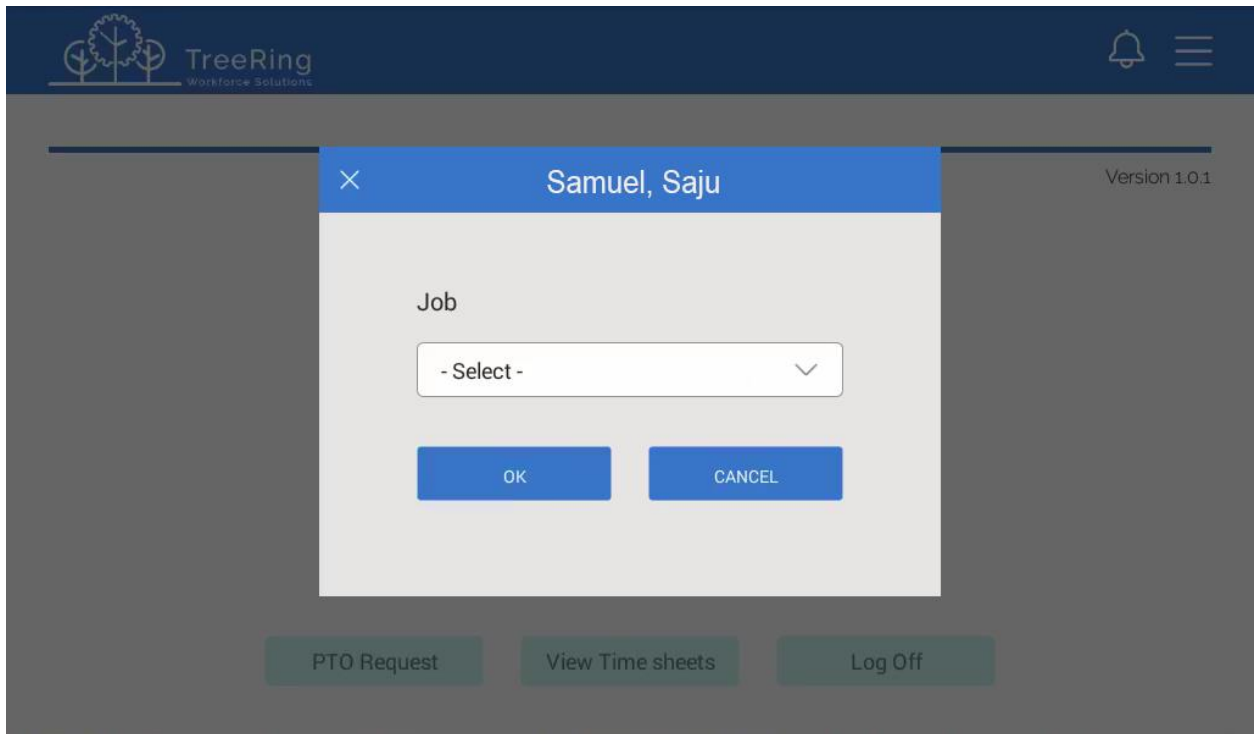 TreeRing
Workforce Solutions
Samuel, Saju
Version 1.0.1
Job
- Select -
OK CANCEL
PTO Request View Time sheets Log Off